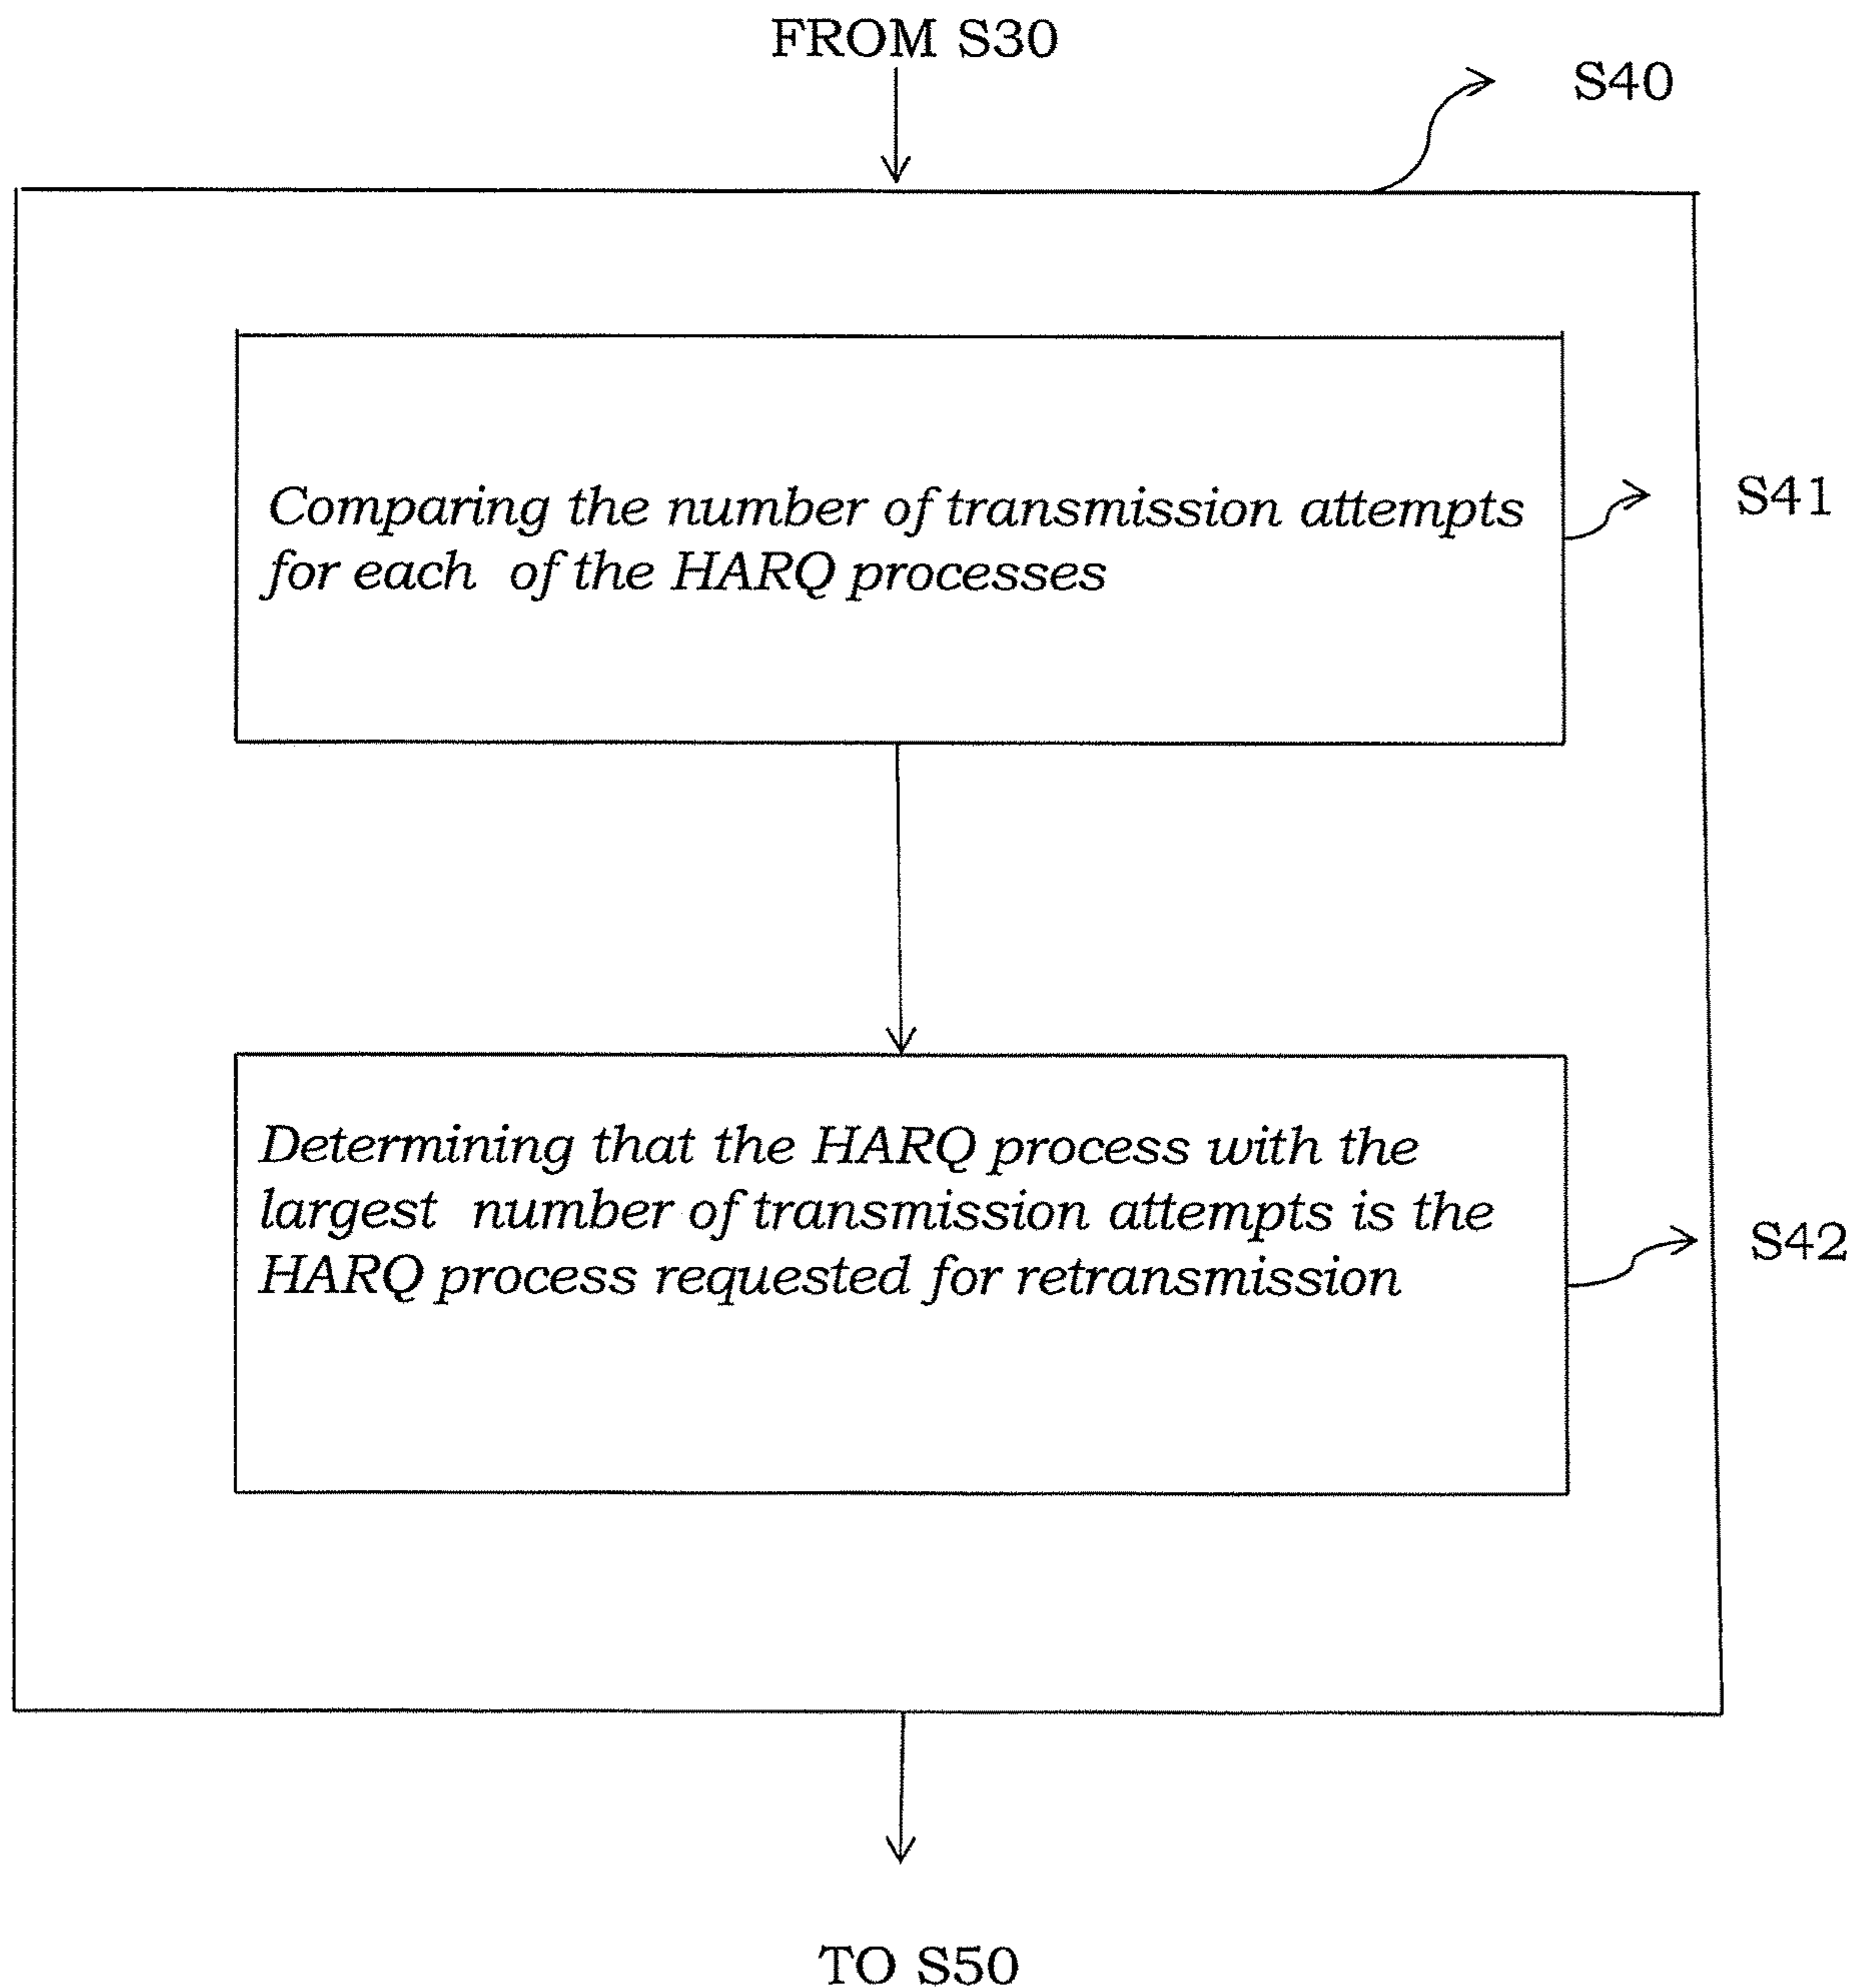 FROM S30
S40
Comparing the number of transmission attempts
for each of the HARQ processes
S41
Determining that the HARQ process with the
largest number of transmission attempts is the
HARQ process requested for retransmission
S42
TO S50